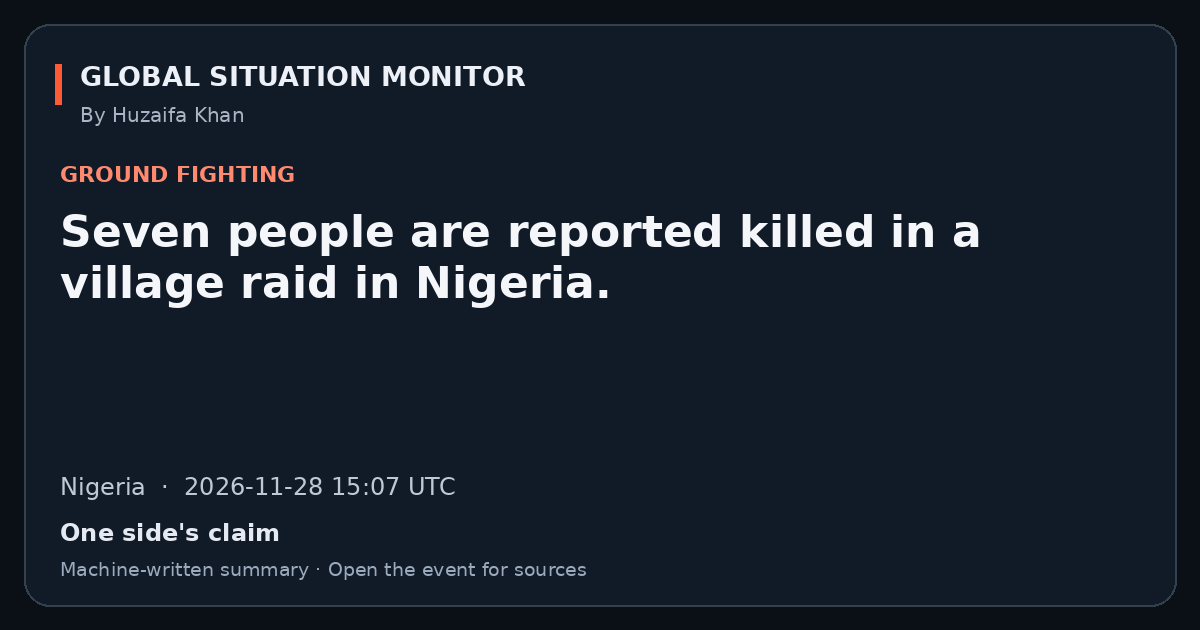 GLOBAL SITUATION MONITOR
By Huzaifa Khan
GROUND FIGHTING
Seven people are reported killed in a
village raid in Nigeria.
Nigeria · 2026-11-28 15:07 UTC
One side's claim
Machine-written summary · Open the event for sources